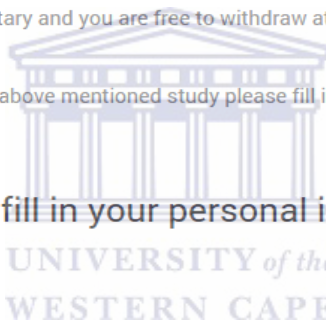 tary and you are free to withdraw at
above mentioned study please fill i
fill in your personal i
UNIVERSITY of the
WESTERN CAPE